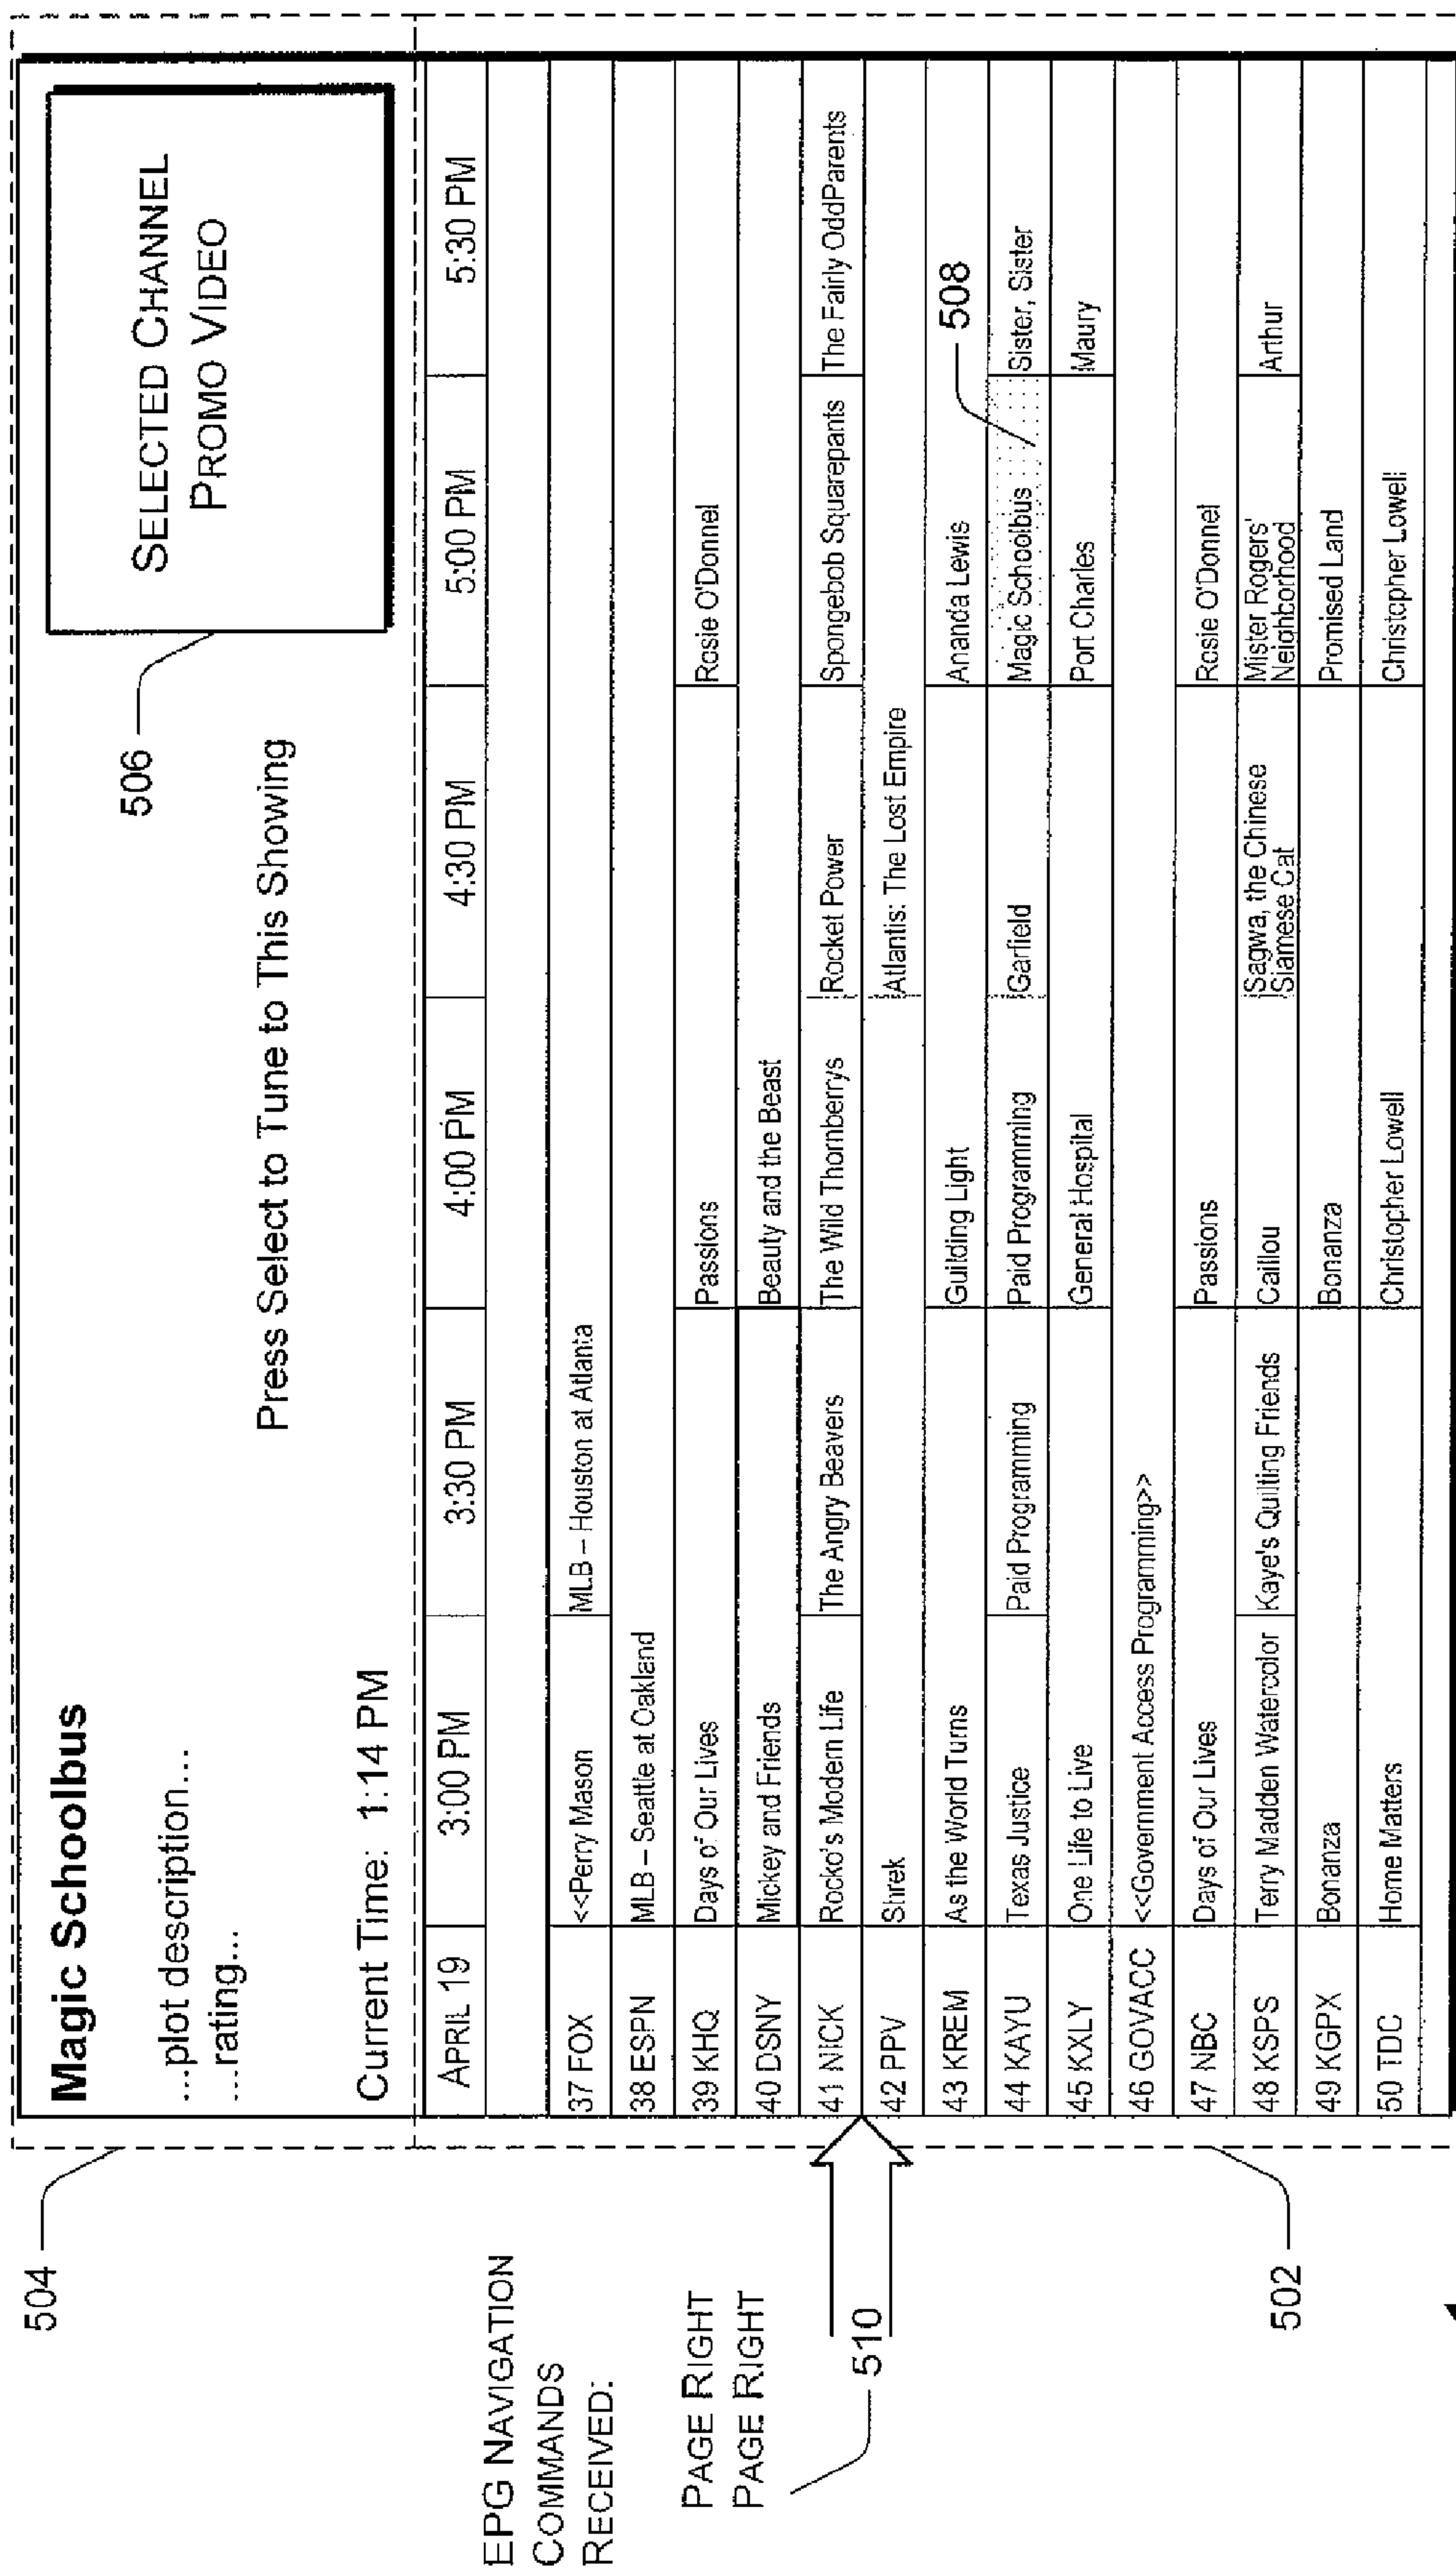 504
Magic Schoolbus
...plot description...
...rating...
Press Select to Tune to This Showing
Current Time: 1:14 PM
506
SELECTED CHANNEL
PROMO VIDEO
EPG NAVIGATION
COMMANDS
RECEIVED:
PAGE RIGHT
PAGE RIGHT
510
502
APRIL 19 3:00 PM 3:30 PM 4:00 PM 4:30 PM 5:00 PM 5:30 PM
37 FOX <<Perry Mason MLB – Houston at Atlanta
38 ESPN MLB – Seattle at Oakland
39 KHQ Days of Our Lives Passions Rosie O'Donnel
40 DSNY Mickey and Friends Beauty and the Beast
41 NICK Rocko's Modern Life The Angry Beavers The Wild Thornberrys Rocket Power Spongebob Squarepants The Fairly OddParents
42 PPV Shrek Atlantis: The Lost Empire
43 KREM As the World Turns Guilding Light Ananda Lewis
508
44 KAYU Texas Justice Paid Programming Paid Programming Garfield Magic Schoolbus Sister, Sister
45 KXLY One Life to Live General Hospital Port Charles Maury
46 GOVACC <<Government Access Programming>>
47 NBC Days of Our Lives Passions Rosie O'Donnel
48 KSPS Terry Madden Watercolor Kaye's Quilting Friends Caillou Sagwa, the Chinese Mister Rogers' Arthur
Siamese Cat Neighborhood
49 KGPX Bonanza Bonanza Promised Land
50 TDC Home Matters Christopher Lowell Christopher Lowell